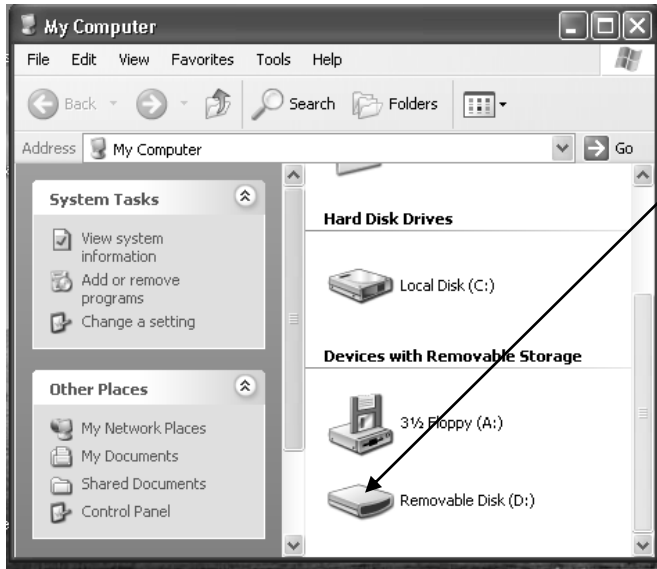 My Computer
File Edit View Favorites Tools Help
Back Search Folders
Address My Computer Go
System Tasks
View system
information
Add or remove
programs
Change a setting
Other Places
My Network Places
My Documents
Shared Documents
Control Panel
Hard Disk Drives
Local Disk (C:)
Devices with Removable Storage
3½ Floppy (A:)
Removable Disk (D:)